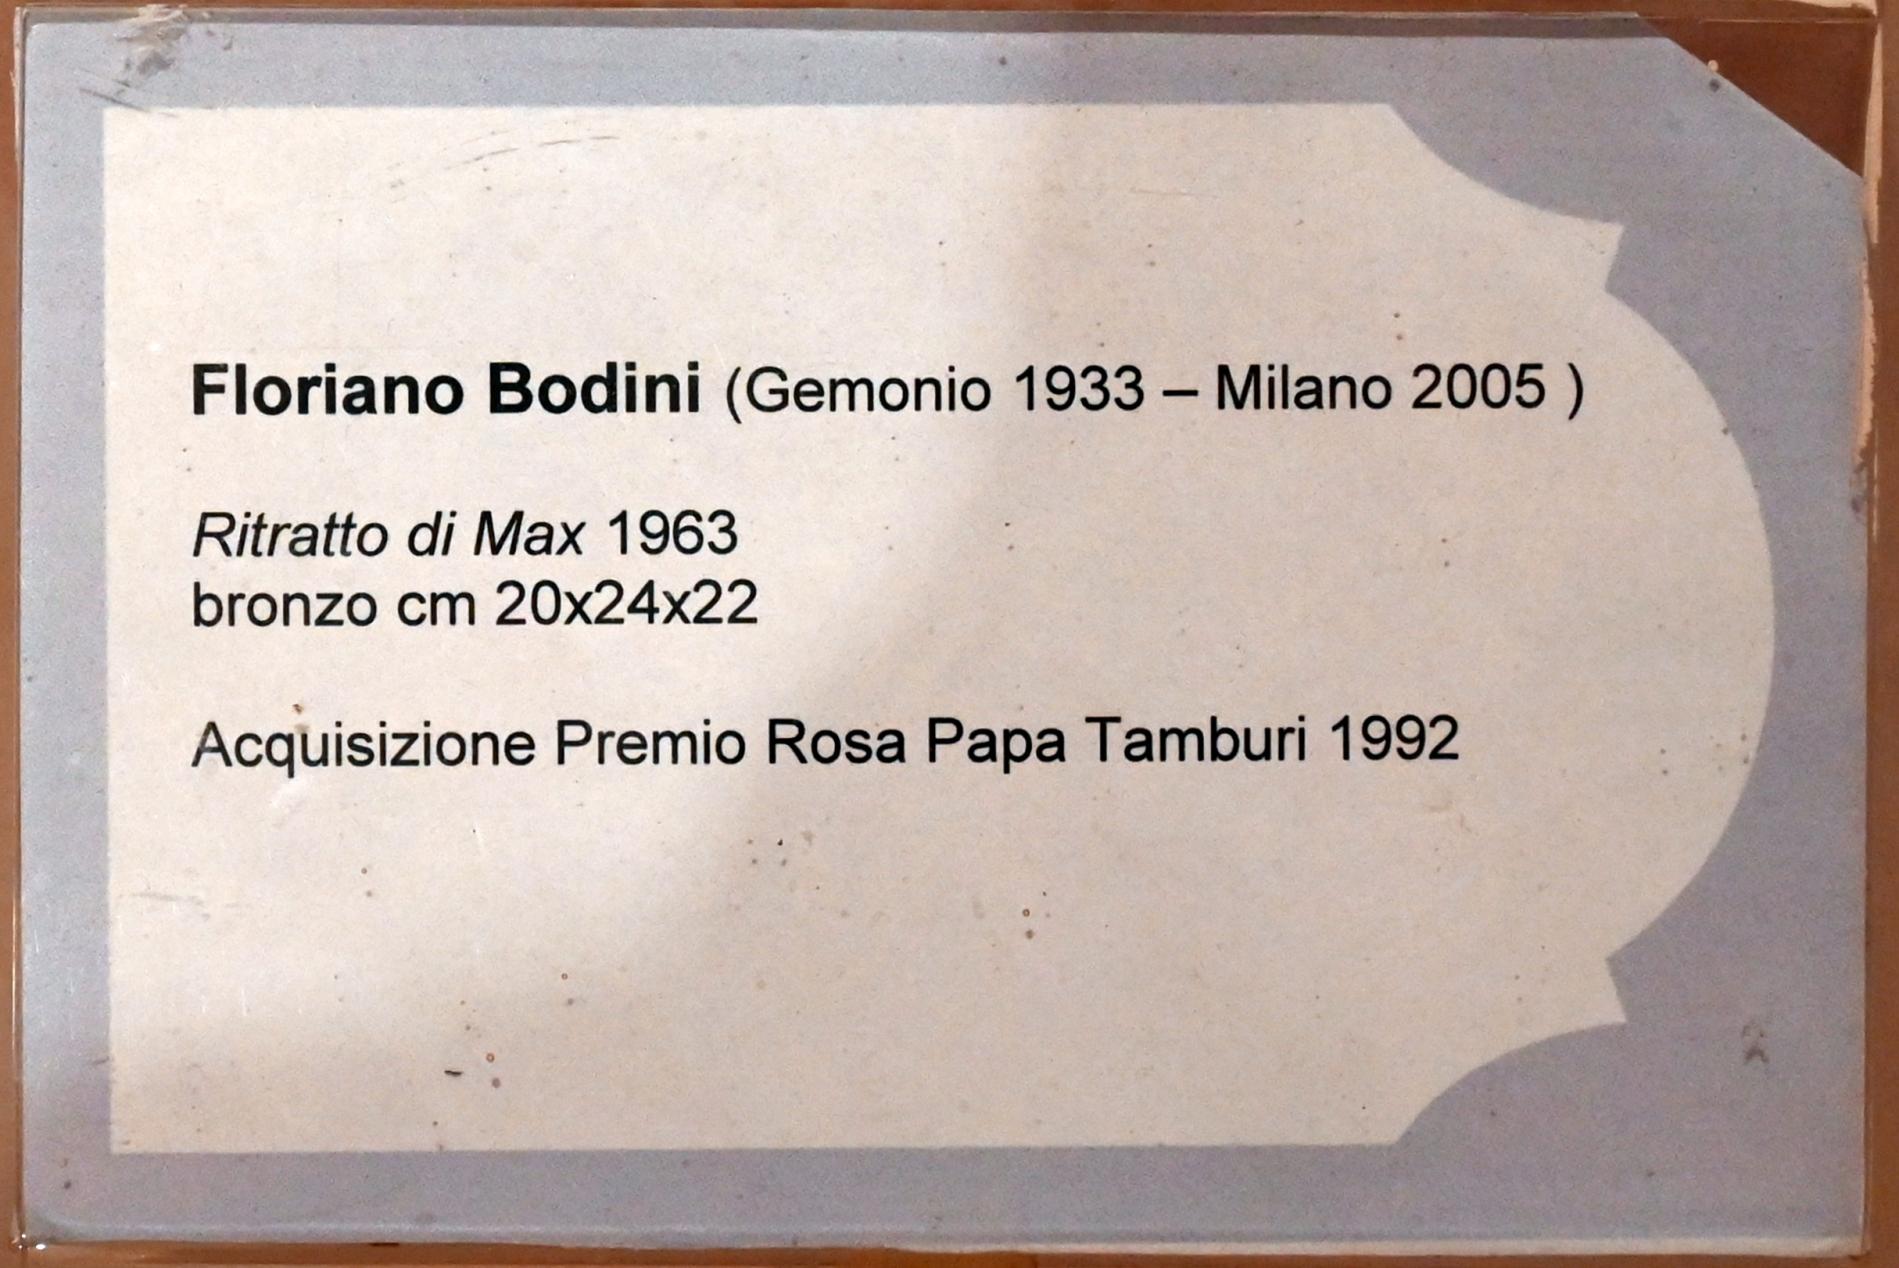 Floriano Bodini (Gemonio 1933 – Milano 2005 )
Ritratto di Max 1963
bronzo cm 20x24x22
Acquisizione Premio Rosa Papa Tamburi 1992